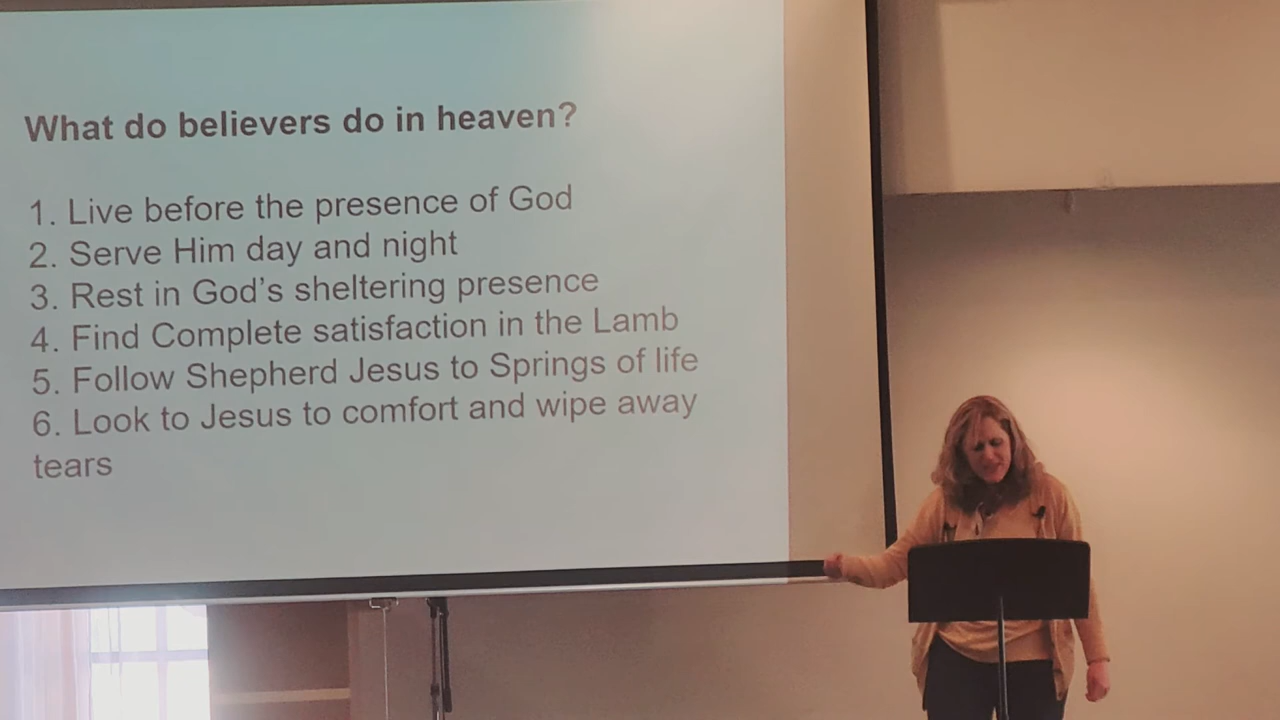 What do believers do in heaven?
1. Live before the presence of God
2. Serve Him day and night
3. Rest in God's sheltering presence
4. Find Complete satisfaction in the Lamb
5. Follow Shepherd Jesus to Springs of life
6. Look to Jesus to comfort and wipe away
tears